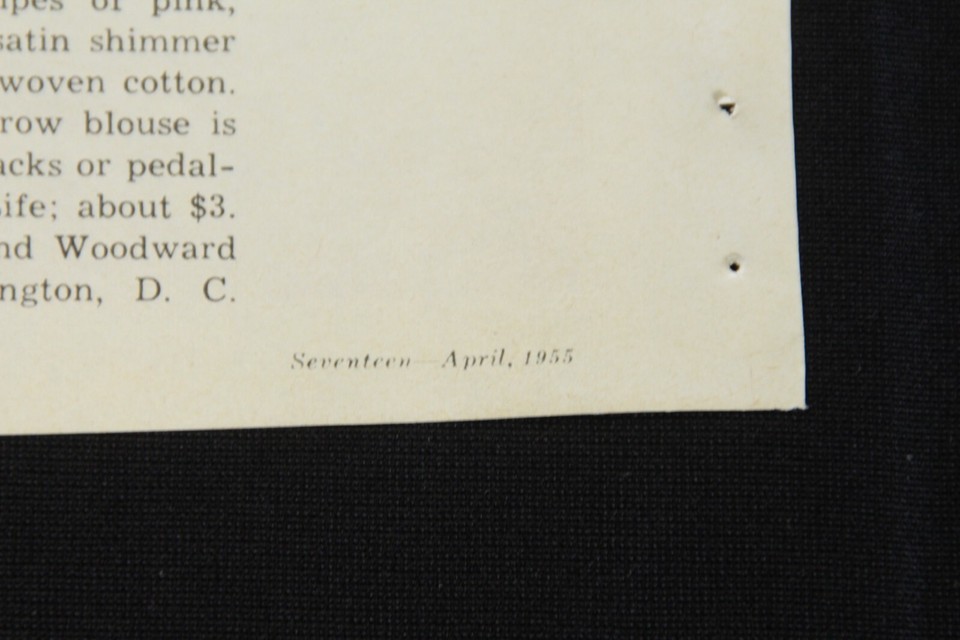 pink,
satin shimmer
woven cotton.
row blouse is
acks or pedal-
ife; about $3.
nd Woodward
ngton, D. C.
Seventeen—April, 1955